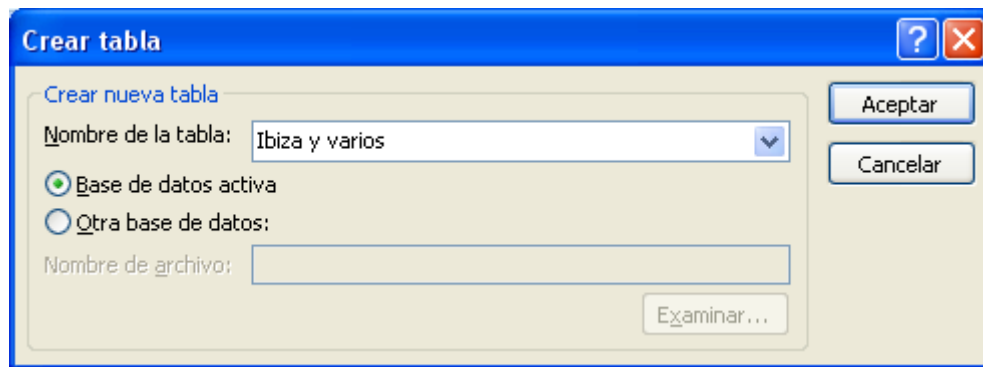 Crear tabla
Crear nueva tabla
Nombre de la tabla: Ibiza y varios
Base de datos activa
Otra base de datos:
Nombre de archivo:
Examinar...
Aceptar
Cancelar